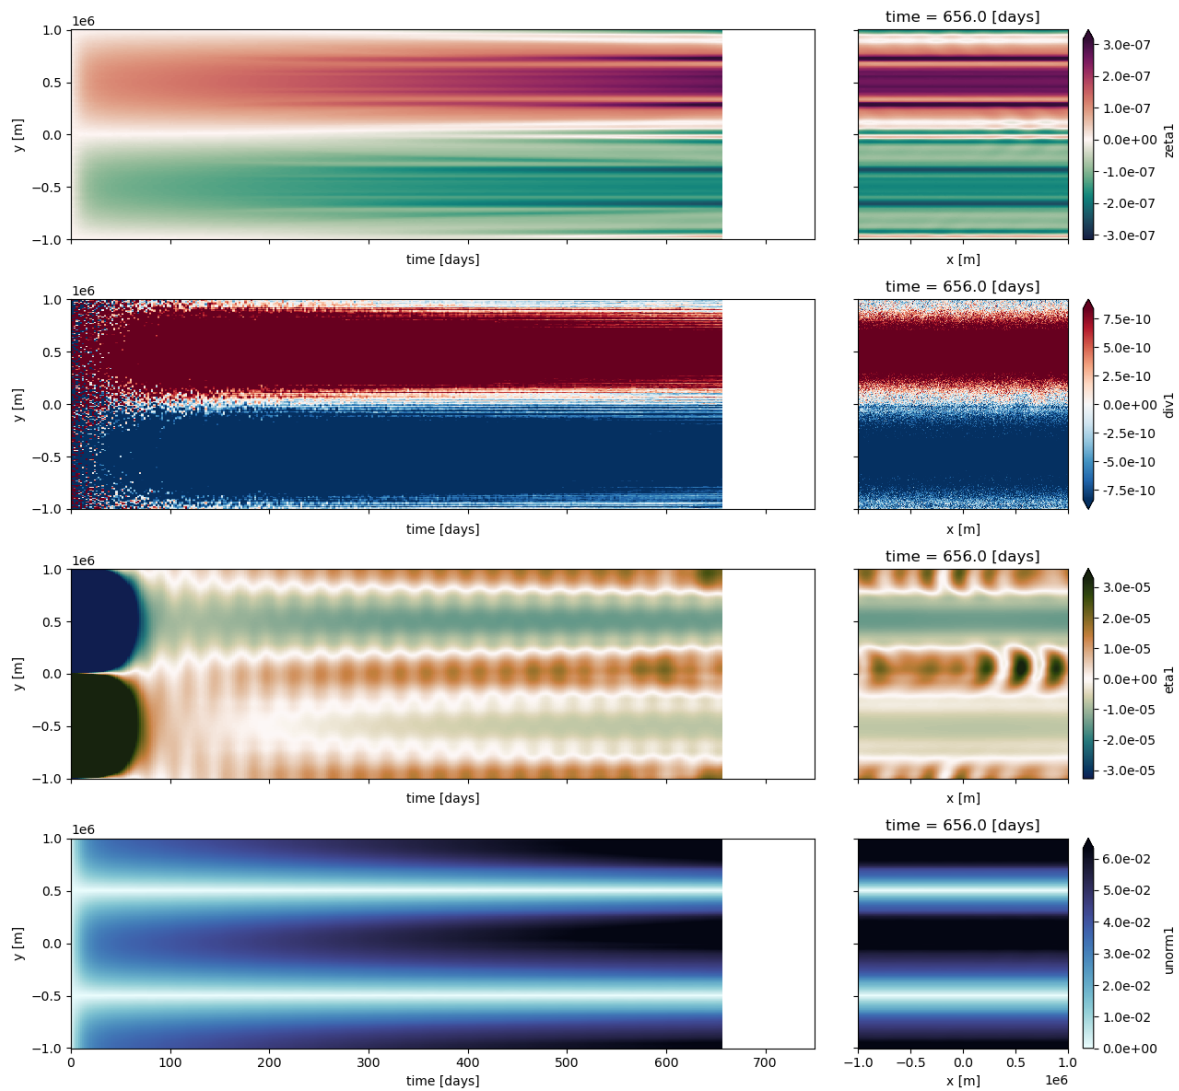 1e6
time = 656.0 [days]
1.0
0.5
0.0
−0.5
−1.0
y [m]
time [days]
x [m]
3.0e-07
2.0e-07
1.0e-07
0.0e+00
-1.0e-07
-2.0e-07
-3.0e-07
zeta1
1e6
time = 656.0 [days]
1.0
0.5
0.0
−0.5
−1.0
y [m]
time [days]
x [m]
7.5e-10
5.0e-10
2.5e-10
0.0e+00
-2.5e-10
-5.0e-10
-7.5e-10
div1
1e6
time = 656.0 [days]
1.0
0.5
0.0
−0.5
−1.0
y [m]
time [days]
x [m]
3.0e-05
2.0e-05
1.0e-05
0.0e+00
-1.0e-05
-2.0e-05
-3.0e-05
eta1
1e6
time = 656.0 [days]
1.0
0.5
0.0
−0.5
−1.0
y [m]
0 100 200 300 400 500 600 700
time [days]
−1.0 −0.5 0.0 0.5 1.0
x [m]
1e6
6.0e-02
5.0e-02
4.0e-02
3.0e-02
2.0e-02
1.0e-02
0.0e+00
unorm1